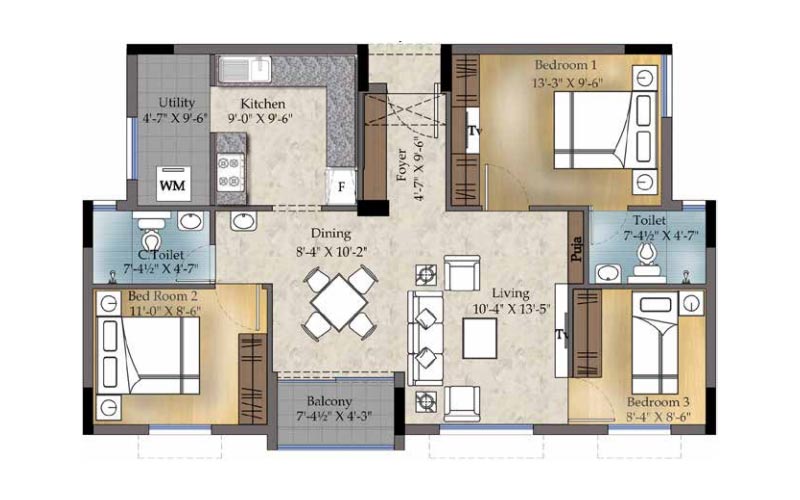 Bedroom 1
13'-3" X 9'-6"
Utility
4'-7" X 9'-6"
Kitchen
9'-0" X 9'-6"
Tv
Foyer
4'-7" X 9'-6"
WM
F
Toilet
7'-4½" X 4'-7"
Dining
8'-4" X 10'-2"
Puja
C.Toilet
7'-4½" X 4'-7"
Bed Room 2
11'-0" X 8'-6"
Living
10'-4" X 13'-5"
Tv
Balcony
7'-4½" X 4'-3"
Bedroom 3
8'-4" X 8'-6"